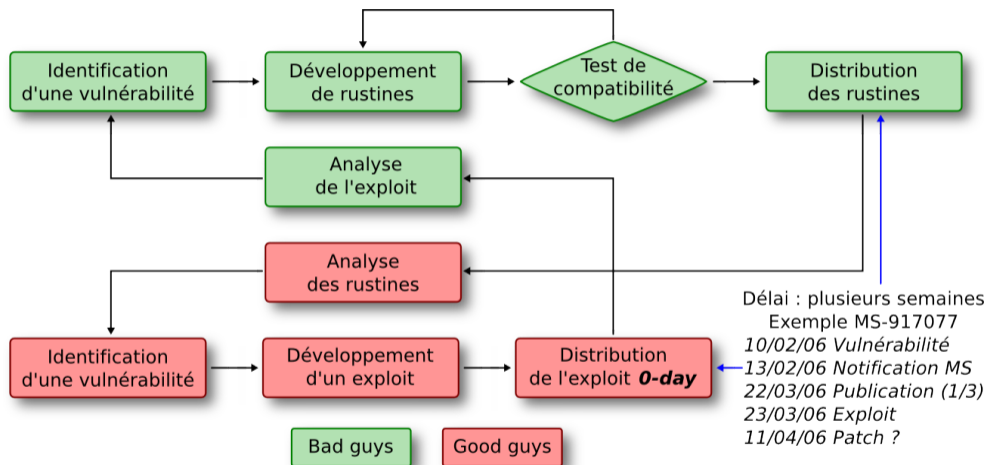 Identification
d'une vulnérabilité
Développement
de rustines
Test de
compatibilité
Distribution
des rustines
Analyse
de l'exploit
Analyse
des rustines
Identification
d'une vulnérabilité
Développement
d'un exploit
Distribution
de l'exploit 0-day
Délai : plusieurs semaines
Exemple MS-917077
10/02/06 Vulnérabilité
13/02/06 Notification MS
22/03/06 Publication (1/3)
23/03/06 Exploit
11/04/06 Patch ?
Bad guys
Good guys